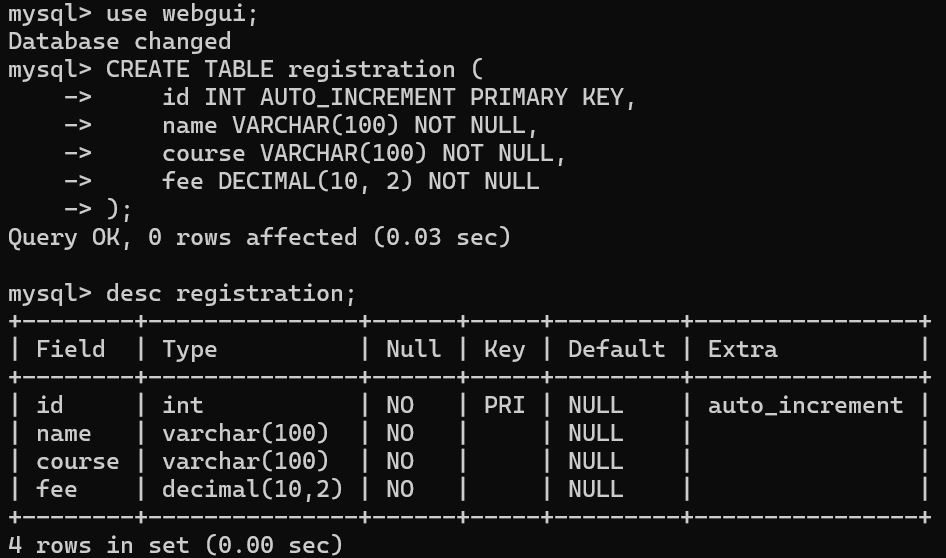 mysql> use webgui;
Database changed
mysql> CREATE TABLE registration (
    ->     id INT AUTO_INCREMENT PRIMARY KEY,
    ->     name VARCHAR(100) NOT NULL,
    ->     course VARCHAR(100) NOT NULL,
    ->     fee DECIMAL(10, 2) NOT NULL
    -> );
Query OK, 0 rows affected (0.03 sec)

mysql> desc registration;
+--------+---------------+------+-----+---------+----------------+
| Field  | Type          | Null | Key | Default | Extra          |
+--------+---------------+------+-----+---------+----------------+
| id     | int           | NO   | PRI | NULL    | auto_increment |
| name   | varchar(100)  | NO   |     | NULL    |                |
| course | varchar(100)  | NO   |     | NULL    |                |
| fee    | decimal(10,2) | NO   |     | NULL    |                |
+--------+---------------+------+-----+---------+----------------+
4 rows in set (0.00 sec)